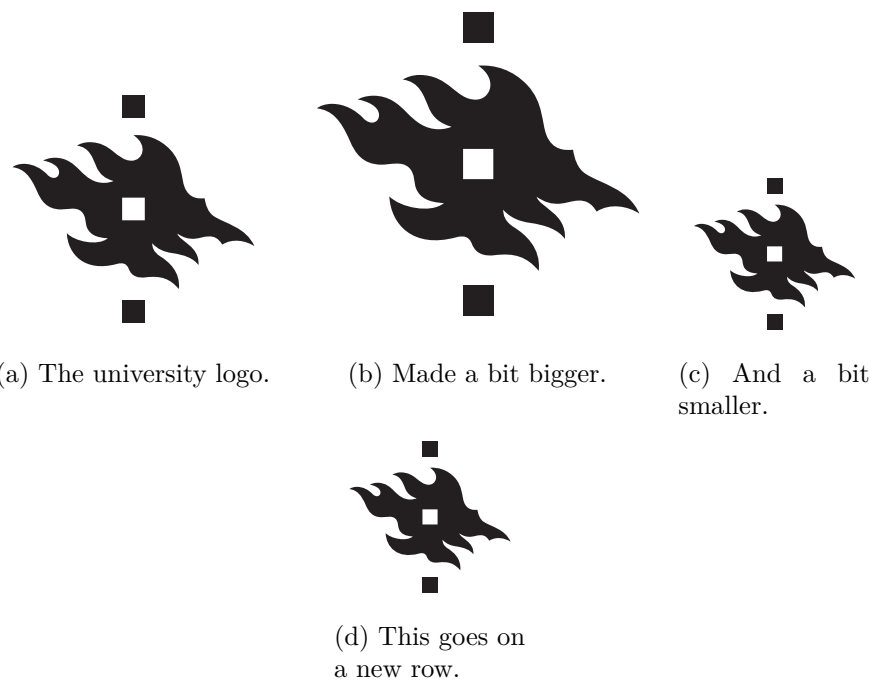 (a) The university logo.
(b) Made a bit bigger.
(c) And a bit
smaller.
(d) This goes on
a new row.